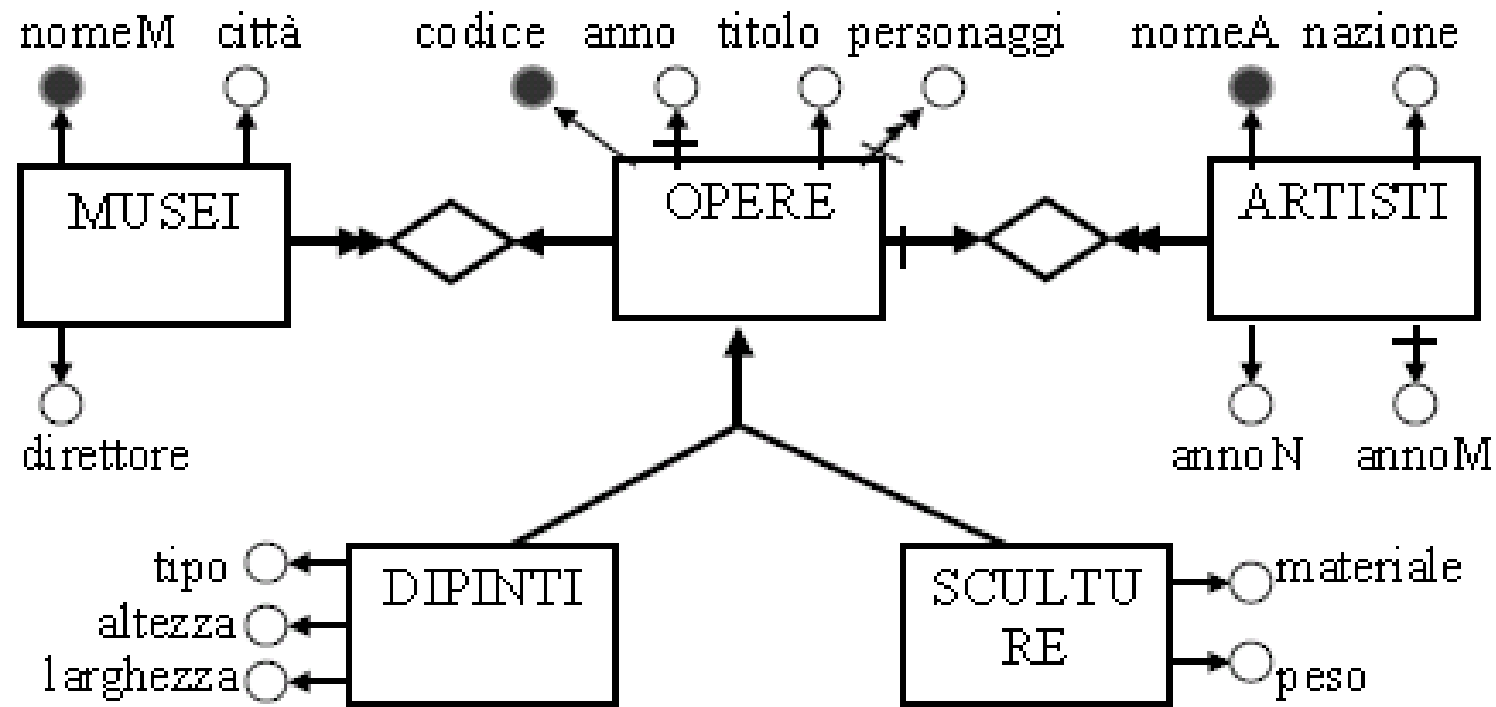 nomeM città codice anno titolo personaggi nomeA nazione
MUSEI OPERE ARTISTI
direttore annoN annoM
tipo DIPINTI SCULTU materiale
altezza RE
larghezza peso